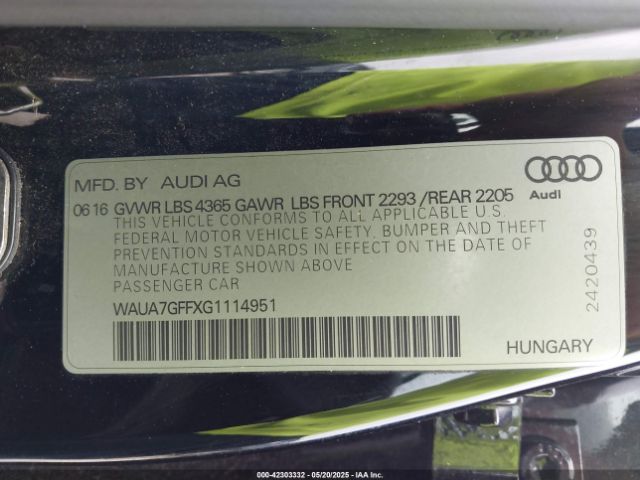 MFD. BY AUDI AG
Audi
06 16 GVWR LBS 4365 GAWR LBS FRONT 2293 /REAR 2205
THIS VEHICLE CONFORMS TO ALL APPLICABLE U.S.
FEDERAL MOTOR VEHICLE SAFETY, BUMPER AND THEFT
PREVENTION STANDARDS IN EFFECT ON THE DATE OF
MANUFACTURE SHOWN ABOVE
PASSENGER CAR
WAUA7GFFXG1114951
2420439
HUNGARY
000-42303332 - 05/20/2025 - IAA Inc.